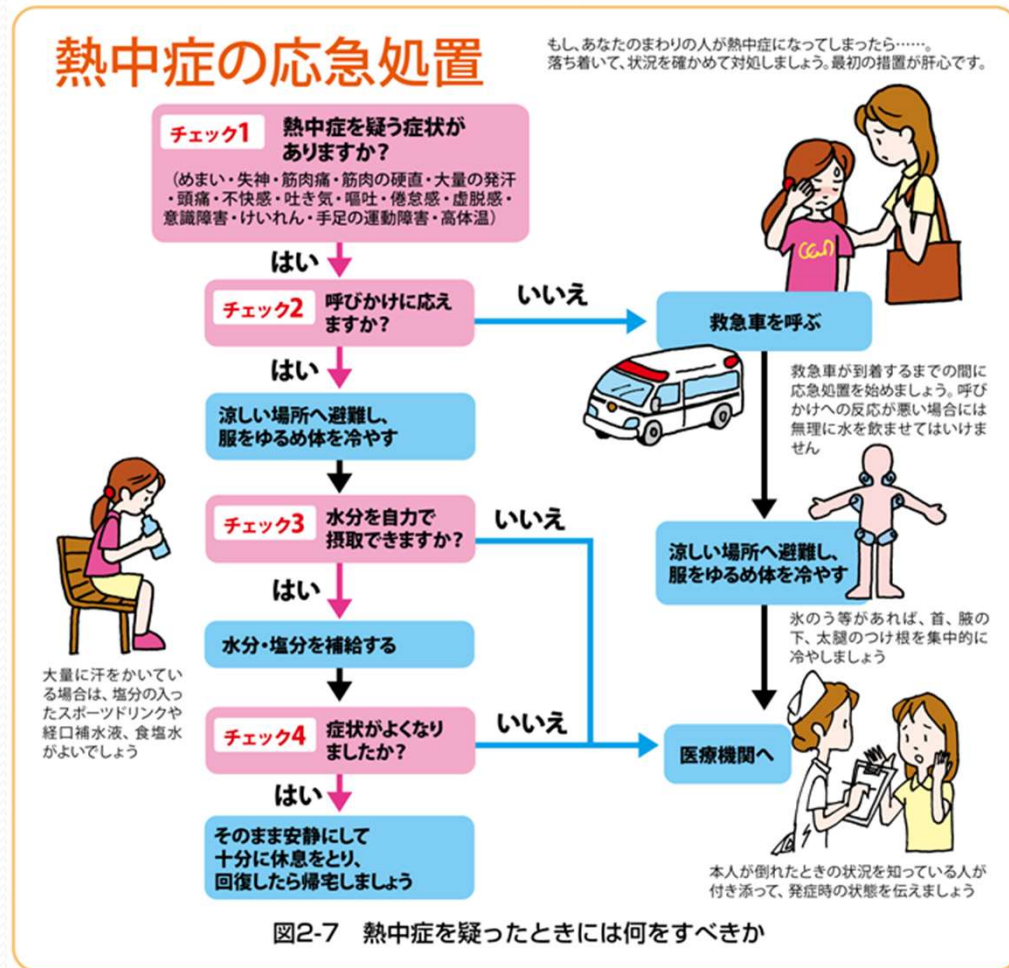 熱中症の応急処置
もし、あなたのまわりの人が熱中症になってしまったら……。
落ち着いて、状況を確かめて対処しましょう。最初の措置が肝心です。
チェック1
熱中症を疑う症状が
ありますか？
（めまい・失神・筋肉痛・筋肉の硬直・大量の発汗
・頭痛・不快感・吐き気・嘔吐・倦怠感・虚脱感・
意識障害・けいれん・手足の運動障害・高体温）
はい
チェック2
呼びかけに応え
ますか？
いいえ
救急車を呼ぶ
はい
救急車が到着するまでの間に
応急処置を始めましょう。呼び
かけへの反応が悪い場合には
無理に水を飲ませてはいけま
せん
涼しい場所へ避難し、
服をゆるめ体を冷やす
チェック3
水分を自力で
摂取できますか？
いいえ
涼しい場所へ避難し、
服をゆるめ体を冷やす
はい
氷のう等があれば、首、腋の
下、太腿のつけ根を集中的に
冷やしましょう
水分・塩分を補給する
大量に汗をかいてい
る場合は、塩分の入っ
たスポーツドリンクや
経口補水液、食塩水
がよいでしょう
チェック4
症状がよくなり
ましたか？
いいえ
医療機関へ
はい
そのまま安静にして
十分に休息をとり、
回復したら帰宅しましょう
本人が倒れたときの状況を知っている人が
付き添って、発症時の状態を伝えましょう
図2-7　熱中症を疑ったときには何をすべきか